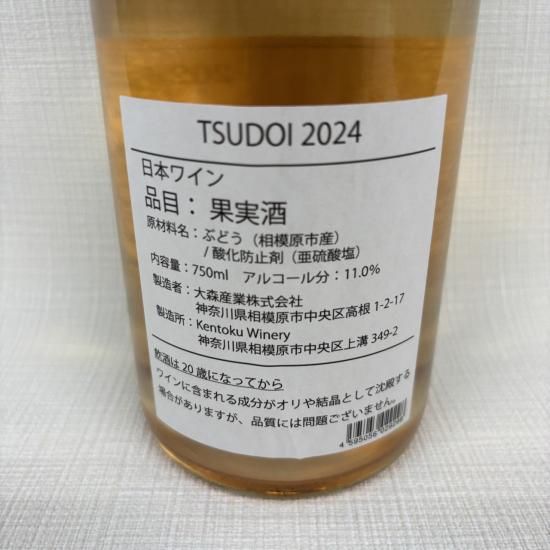 TSUDOI 2024
日本ワイン
品目： 果実酒
原材料名：ぶどう（相模原市産）
/ 酸化防止剤（亜硫酸塩）
内容量：750ml アルコール分：11.0%
製造者：大森産業株式会社
神奈川県相模原市中央区高根 1-2-17
製造所：Kentoku Winery
神奈川県相模原市中央区上溝 349-2
飲酒は 20 歳になってから
ワインに含まれる成分がオリや結晶として沈殿する
場合がありますが、品質には問題ございません。